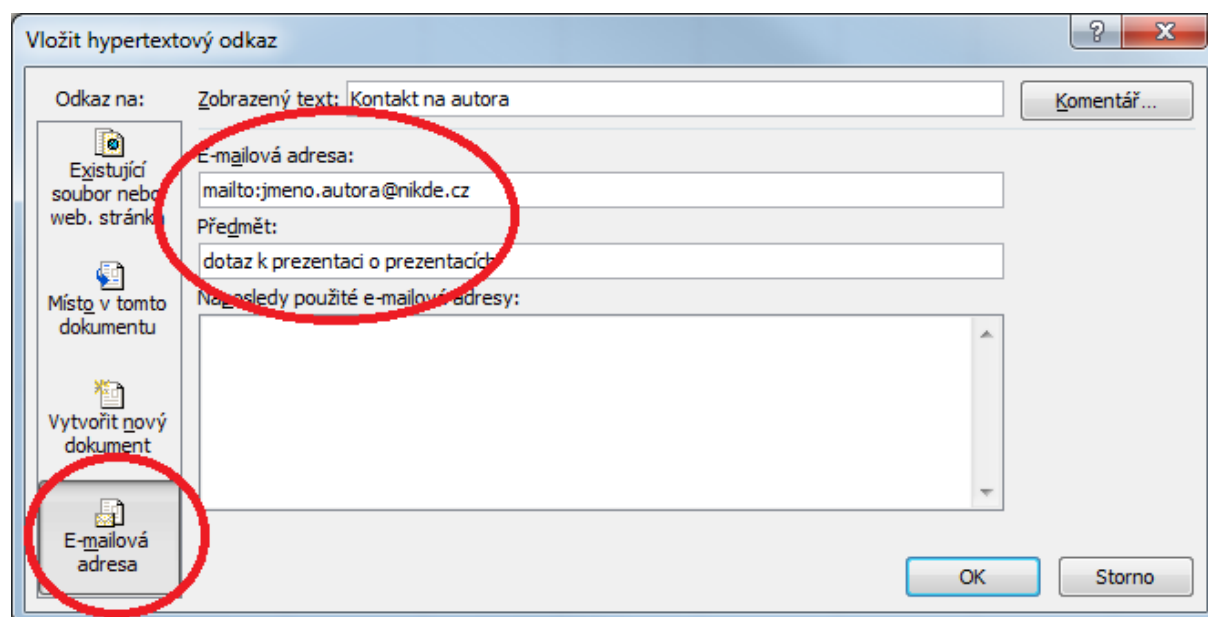 Vložit hypertextový odkaz
Odkaz na:
Zobrazený text: Kontakt na autora
Komentář...
Existující
soubor nebo
web. stránka
E-mailová adresa:
mailto:jmeno.autora@nikde.cz
Předmět:
dotaz k prezentaci o prezentacích
Místo v tomto
dokumentu
Naposledy použité e-mailové adresy:
Vytvořit nový
dokument
E-mailová
adresa
OK
Storno